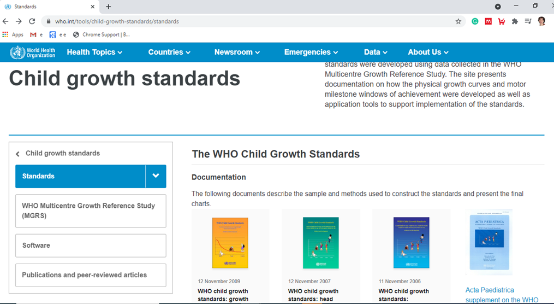 Standards
who.int/tools/child-growth-standards/standards
Apps
M e
e e
Chrome Support | B...
World Health
Organization
Health Topics
Countries
Newsroom
Emergencies
Data
About Us
Child growth standards
standards were developed using data collected in the WHO
Multicentre Growth Reference Study. The site presents
documentation on how the physical growth curves and motor
milestone windows of achievement were developed as well as
application tools to support implementation of the standards.
Child growth standards
Standards
WHO Multicentre Growth Reference Study
(MGRS)
Software
Publications and peer-reviewed articles
The WHO Child Growth Standards
Documentation
The following documents describe the sample and methods used to construct the standards and present the final
charts.
12 November 2009
WHO child growth
standards: growth
12 November 2007
WHO child growth
standards: head
11 November 2006
WHO child growth
standards:
Acta Paediatrica
supplement on the WHO